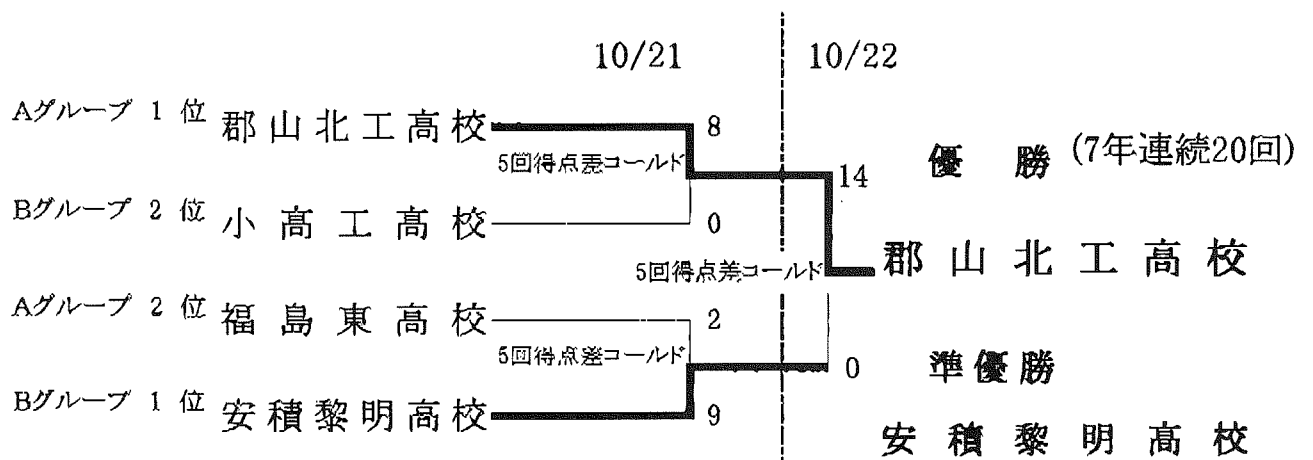 10/21 10/22
Aグループ 1 位 郡山北工高校 8
5回得点差コールド
14 優 勝 (7年連続20回)
Bグループ 2 位 小高工高校 0
5回得点差コールド 郡山北工高校
Aグループ 2 位 福島東高校 2
5回得点差コールド
0 準優勝
Bグループ 1 位 安積黎明高校 9
安積黎明高校